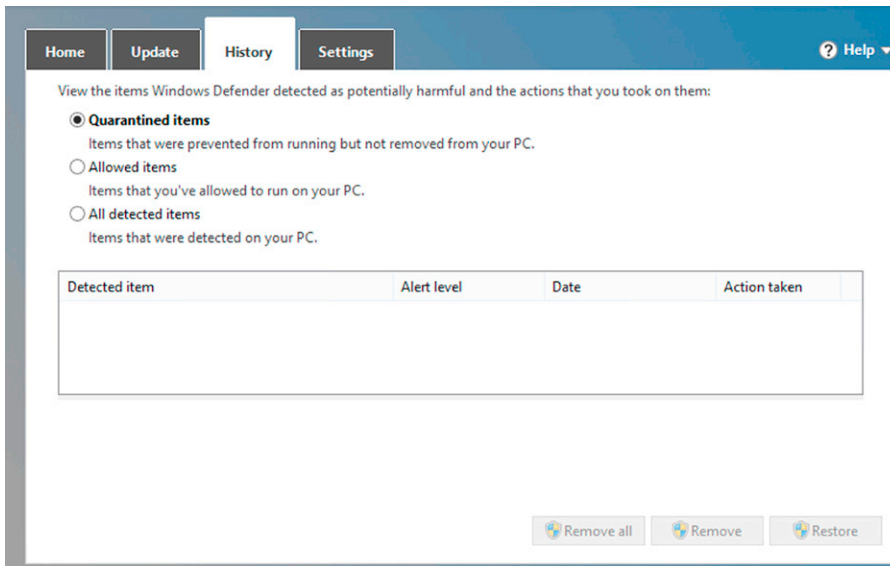 Home Update History Settings Help
View the items Windows Defender detected as potentially harmful and the actions that you took on them:
Quarantined items
Items that were prevented from running but not removed from your PC.
Allowed items
Items that you've allowed to run on your PC.
All detected items
Items that were detected on your PC.
Detected item Alert level Date Action taken
Remove all Remove Restore